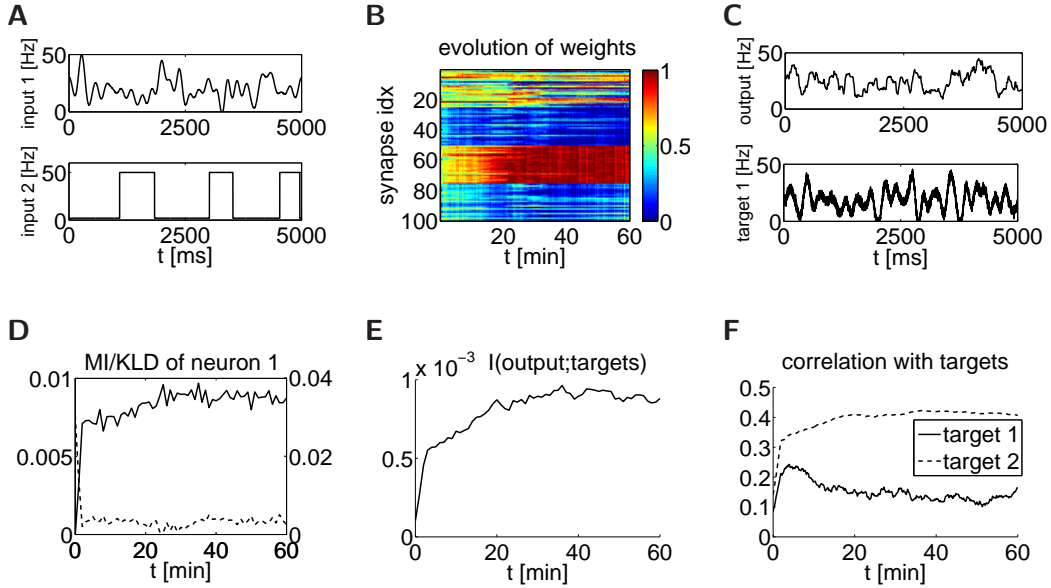 A
input 1 [Hz]
50
0
0
2500
5000
input 2 [Hz]
50
0
0
2500
5000
t [ms]
B
evolution of weights
synapse idx
20
40
60
80
100
0
20
40
60
t [min]
1
0.5
0
C
output [Hz]
50
0
0
2500
5000
target 1 [Hz]
50
0
0
2500
5000
t [ms]
D
MI/KLD of neuron 1
0.01
0.005
0
0.04
0.02
0
0
20
40
60
t [min]
E
I(output;targets)
1 x 10⁻³
0.5
0
0
20
40
60
t [min]
F
correlation with targets
0.5
0.4
0.3
0.2
0.1
0
0
20
40
60
t [min]
target 1
target 2